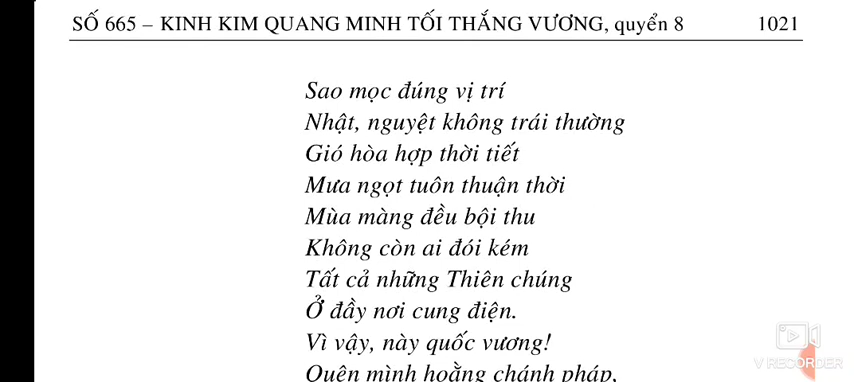 SỐ 665 – KINH KIM QUANG MINH TỐI THẮNG VƯƠNG, quyển 8 1021
Sao mọc đúng vị trí
Nhật, nguyệt không trái thường
Gió hòa hợp thời tiết
Mưa ngọt tuôn thuận thời
Mùa màng đều bội thu
Không còn ai đói kém
Tất cả những Thiên chúng
Ở đầy nơi cung điện.
Vì vậy, này quốc vương!
Quên mình hoằng chánh pháp,
V RECORDER